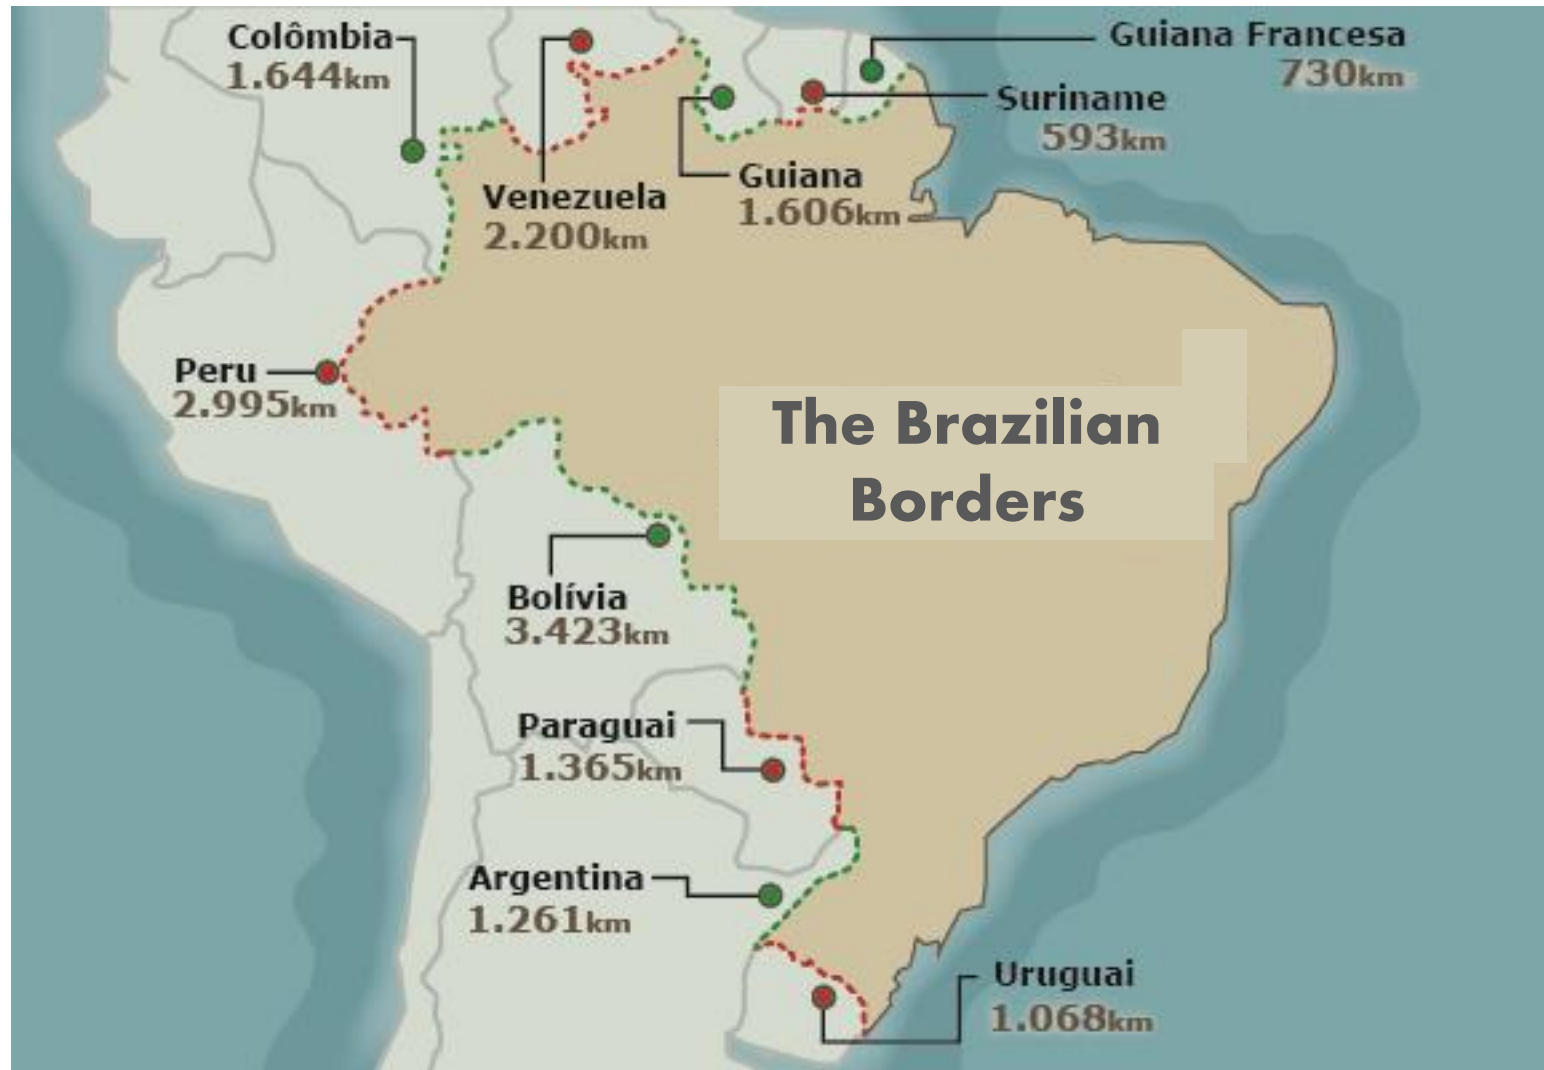 Colômbia
1.644km
Guiana Francesa
730km
Suriname
593km
Venezuela
2.200km
Guiana
1.606km
Peru
2.995km
The Brazilian
Borders
Bolívia
3.423km
Paraguai
1.365km
Argentina
1.261km
Uruguai
1.068km